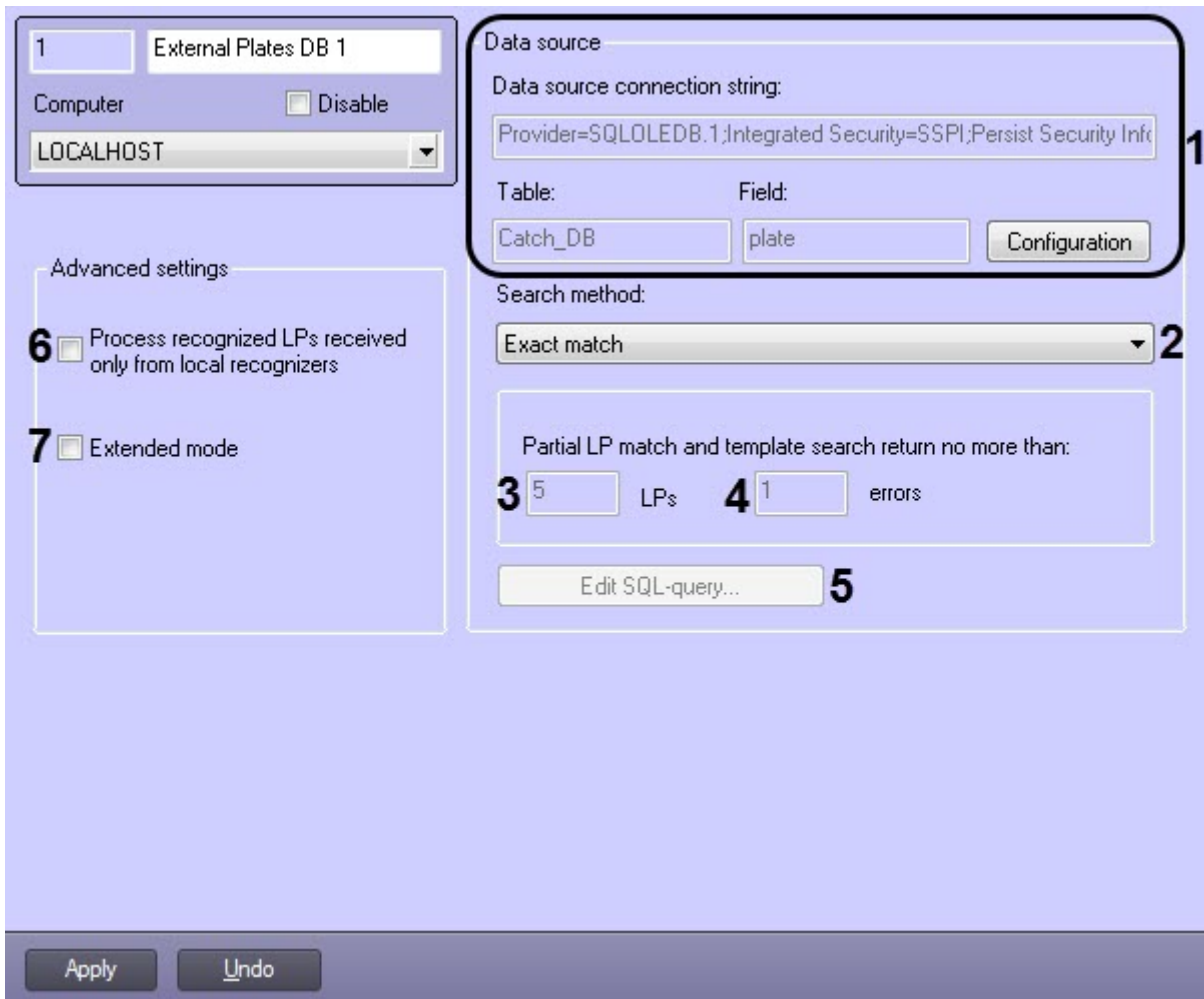 1
External Plates DB 1
Computer
Disable
LOCALHOST
Data source
Data source connection string:
Provider=SQLOLEDB.1;Integrated Security=SSPI;Persist Security Info
1
Table:
Field:
Catch_DB
plate
Configuration
Search method:
Exact match
2
Partial LP match and template search return no more than:
3
5
LPs
4
1
errors
Edit SQL-query...
5
Advanced settings
6
Process recognized LPs received
only from local recognizers
7
Extended mode
Apply
Undo